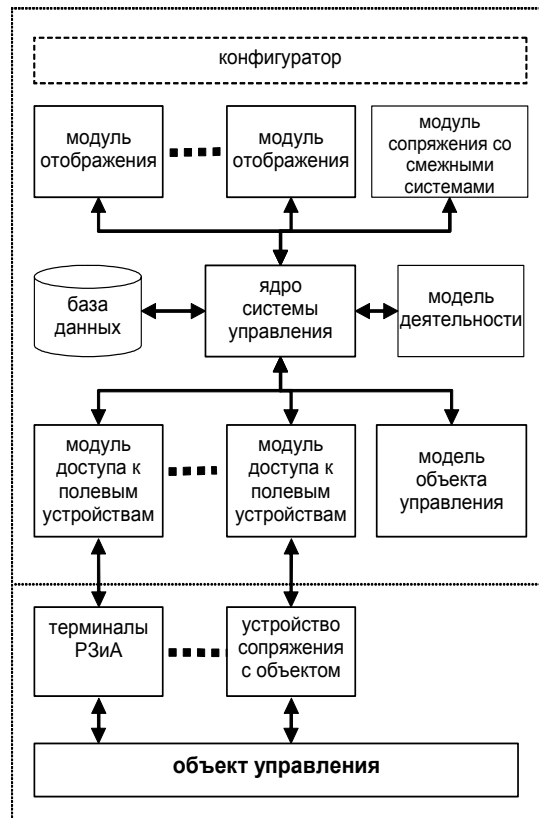 конфигуратор
модуль
отображения
модуль
отображения
модуль
сопряжения со
смежными
системами
база
данных
ядро
системы
управления
модель
деятельности
модуль
доступа к
полевым
устройствам
модуль
доступа к
полевым
устройствам
модель
объекта
управления
терминалы
РЗиА
устройство
сопряжения
с объектом
объект управления